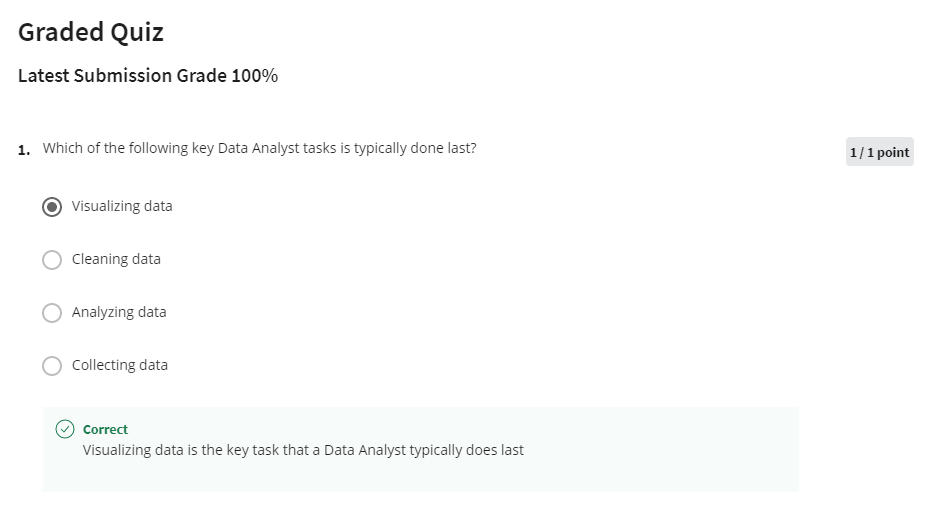 Graded Quiz
Latest Submission Grade 100%
1. Which of the following key Data Analyst tasks is typically done last?
1 / 1 point
Visualizing data
Cleaning data
Analyzing data
Collecting data
Correct
Visualizing data is the key task that a Data Analyst typically does last